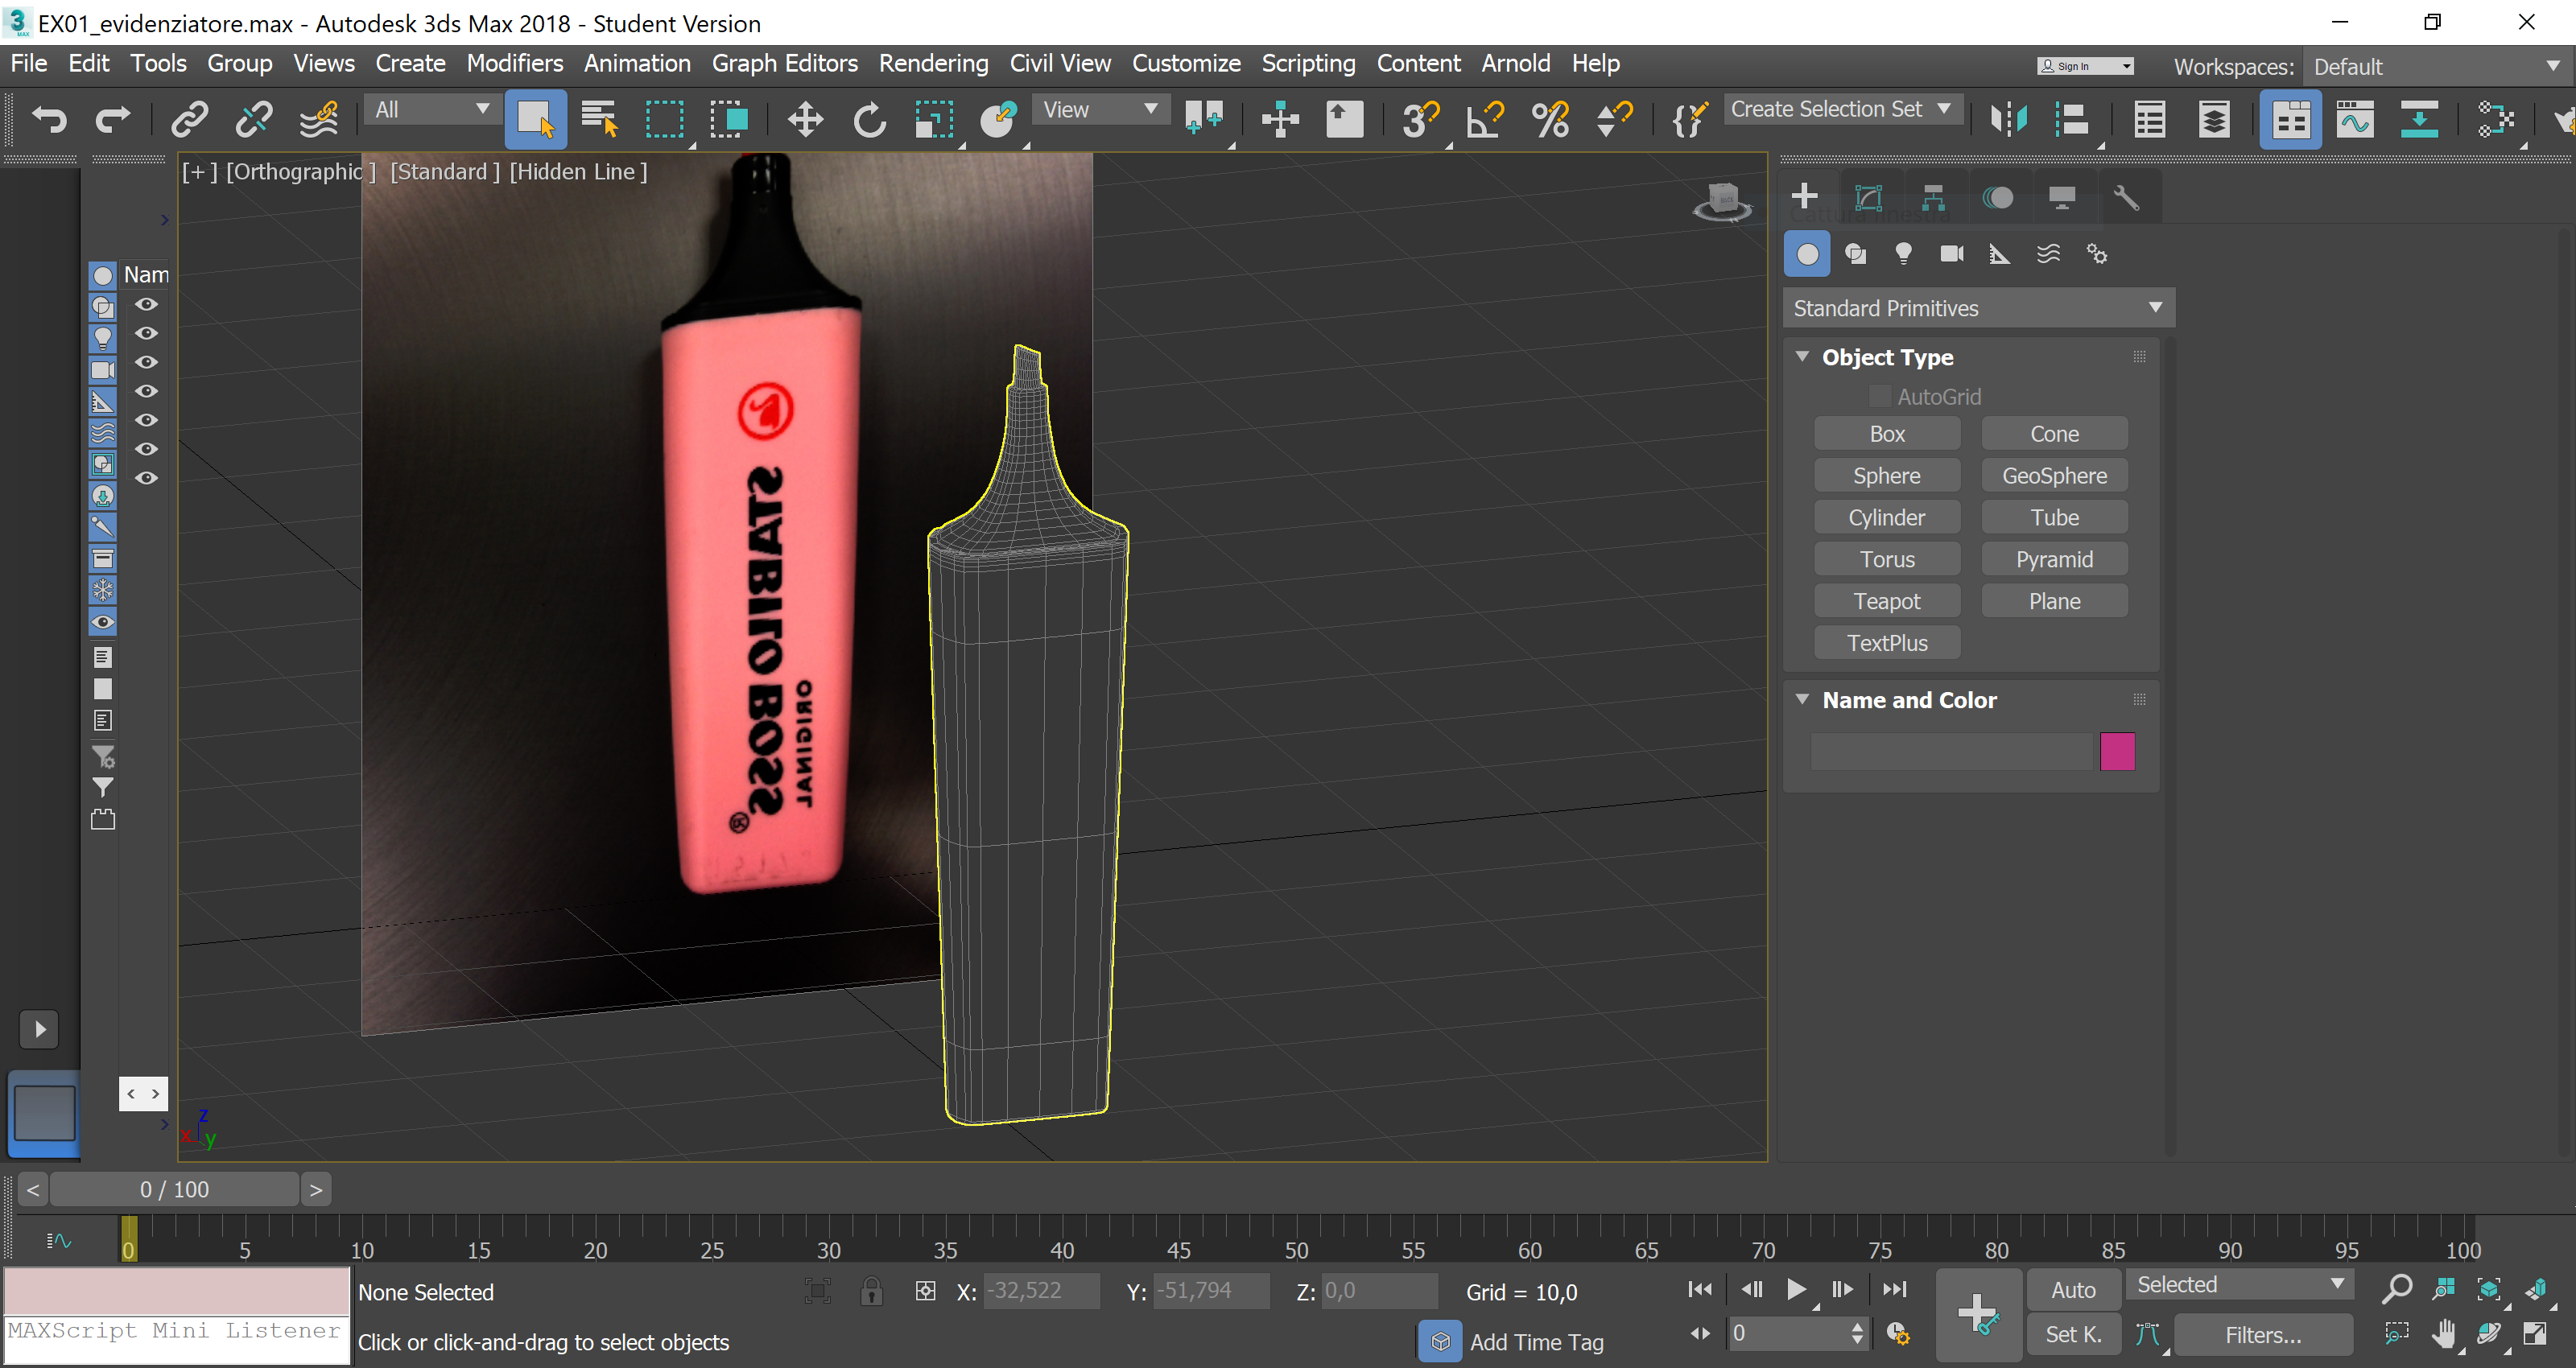 EX01_evidenziatore.max - Autodesk 3ds Max 2018 - Student Version
File Edit Tools Group Views Create Modifiers Animation Graph Editors Rendering Civil View Customize Scripting Content Arnold Help
Sign In
Workspaces: Default
All
View
Create Selection Set
[+] [Orthographic] [Standard] [Hidden Line]
Nam
STABILO BOSS
ORIGINAL
®
Cattura finestra
Standard Primitives
Object Type
AutoGrid
Box Cone
Sphere GeoSphere
Cylinder Tube
Torus Pyramid
Teapot Plane
TextPlus
Name and Color
z
x y
< 0 / 100 >
0 5 10 15 20 25 30 35 40 45 50 55 60 65 70 75 80 85 90 95 100
None Selected X: -32,522 Y: -51,794 Z: 0,0 Grid = 10,0
Auto Selected
MAXScript Mini Listener
Click or click-and-drag to select objects
Add Time Tag
0
Set K. Filters...